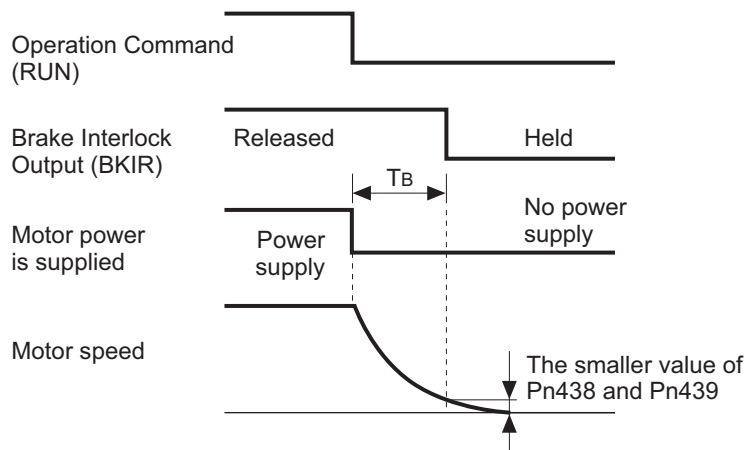 Operation Command
(RUN)
Brake Interlock
Output (BKIR)
Released
Held
TB
Motor power
is supplied
Power
supply
No power
supply
Motor speed
The smaller value of
Pn438 and Pn439